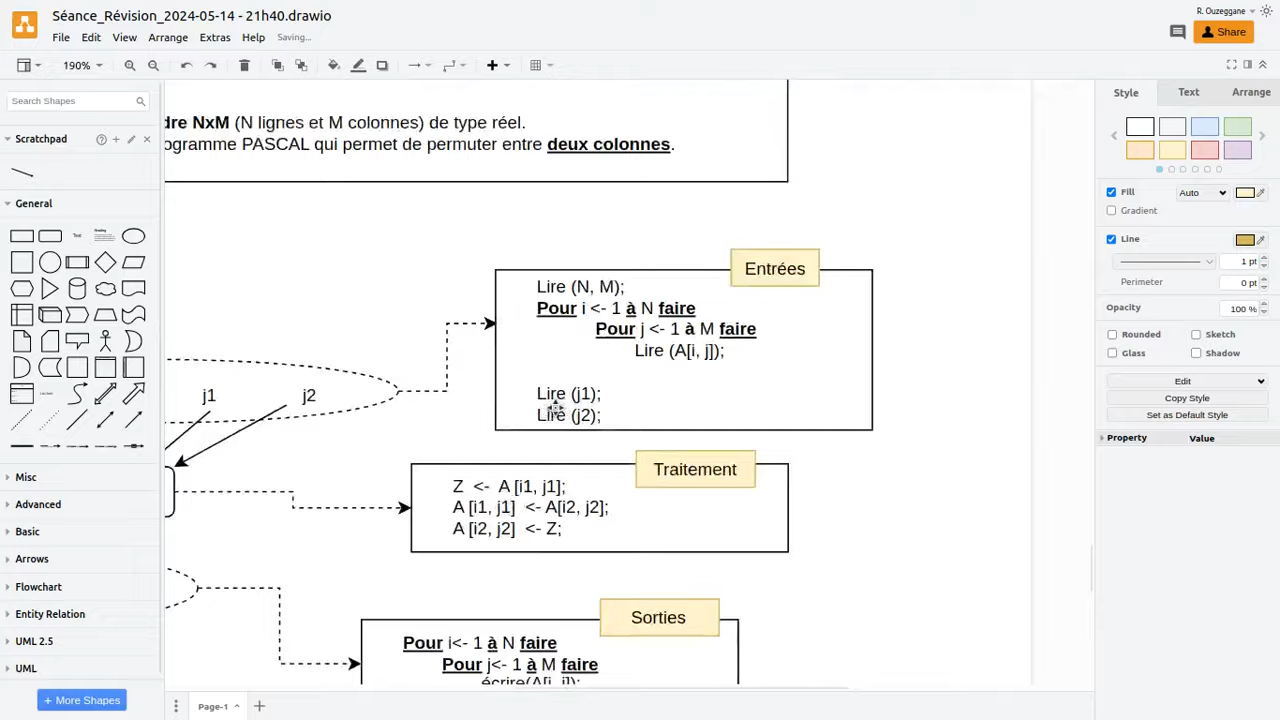 Séance_Révision_2024-05-14 - 21h40.drawio
R. Ouzeggane
File Edit View Arrange Extras Help Saving...
Share
190%
Search Shapes
Scratchpad
General
Text
Heading
List Item
Misc
Advanced
Basic
Arrows
Flowchart
Entity Relation
UML 2.5
UML
+ More Shapes
dre NxM (N lignes et M colonnes) de type réel.
ogramme PASCAL qui permet de permuter entre deux colonnes.
Entrées
Lire (N, M);
Pour i <- 1 à N faire
Pour j <- 1 à M faire
Lire (A[i, j]);
Lire (j1);
Lire (j2);
j1
j2
Traitement
Z <- A [i1, j1];
A [i1, j1] <- A[i2, j2];
A [i2, j2] <- Z;
Sorties
Pour i<- 1 à N faire
Pour j<- 1 à M faire
écrire(A[i, j]);
Page-1
Style Text Arrange
Fill Auto
Gradient
Line
1 pt
Perimeter 0 pt
Opacity 100 %
Rounded Sketch
Glass Shadow
Edit
Copy Style
Set as Default Style
Property Value